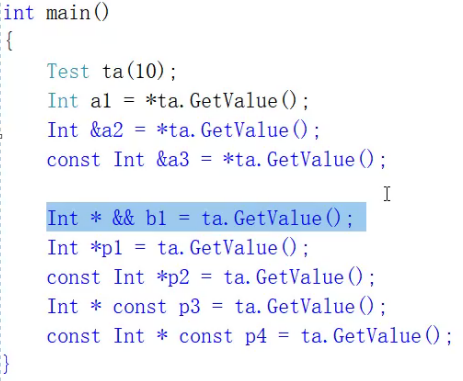 int main()
{
Test ta(10);
Int a1 = *ta.GetValue();
Int &a2 = *ta.GetValue();
const Int &a3 = *ta.GetValue();
Int * && b1 = ta.GetValue();
Int *p1 = ta.GetValue();
const Int *p2 = ta.GetValue();
Int * const p3 = ta.GetValue();
const Int * const p4 = ta.GetValue();
}